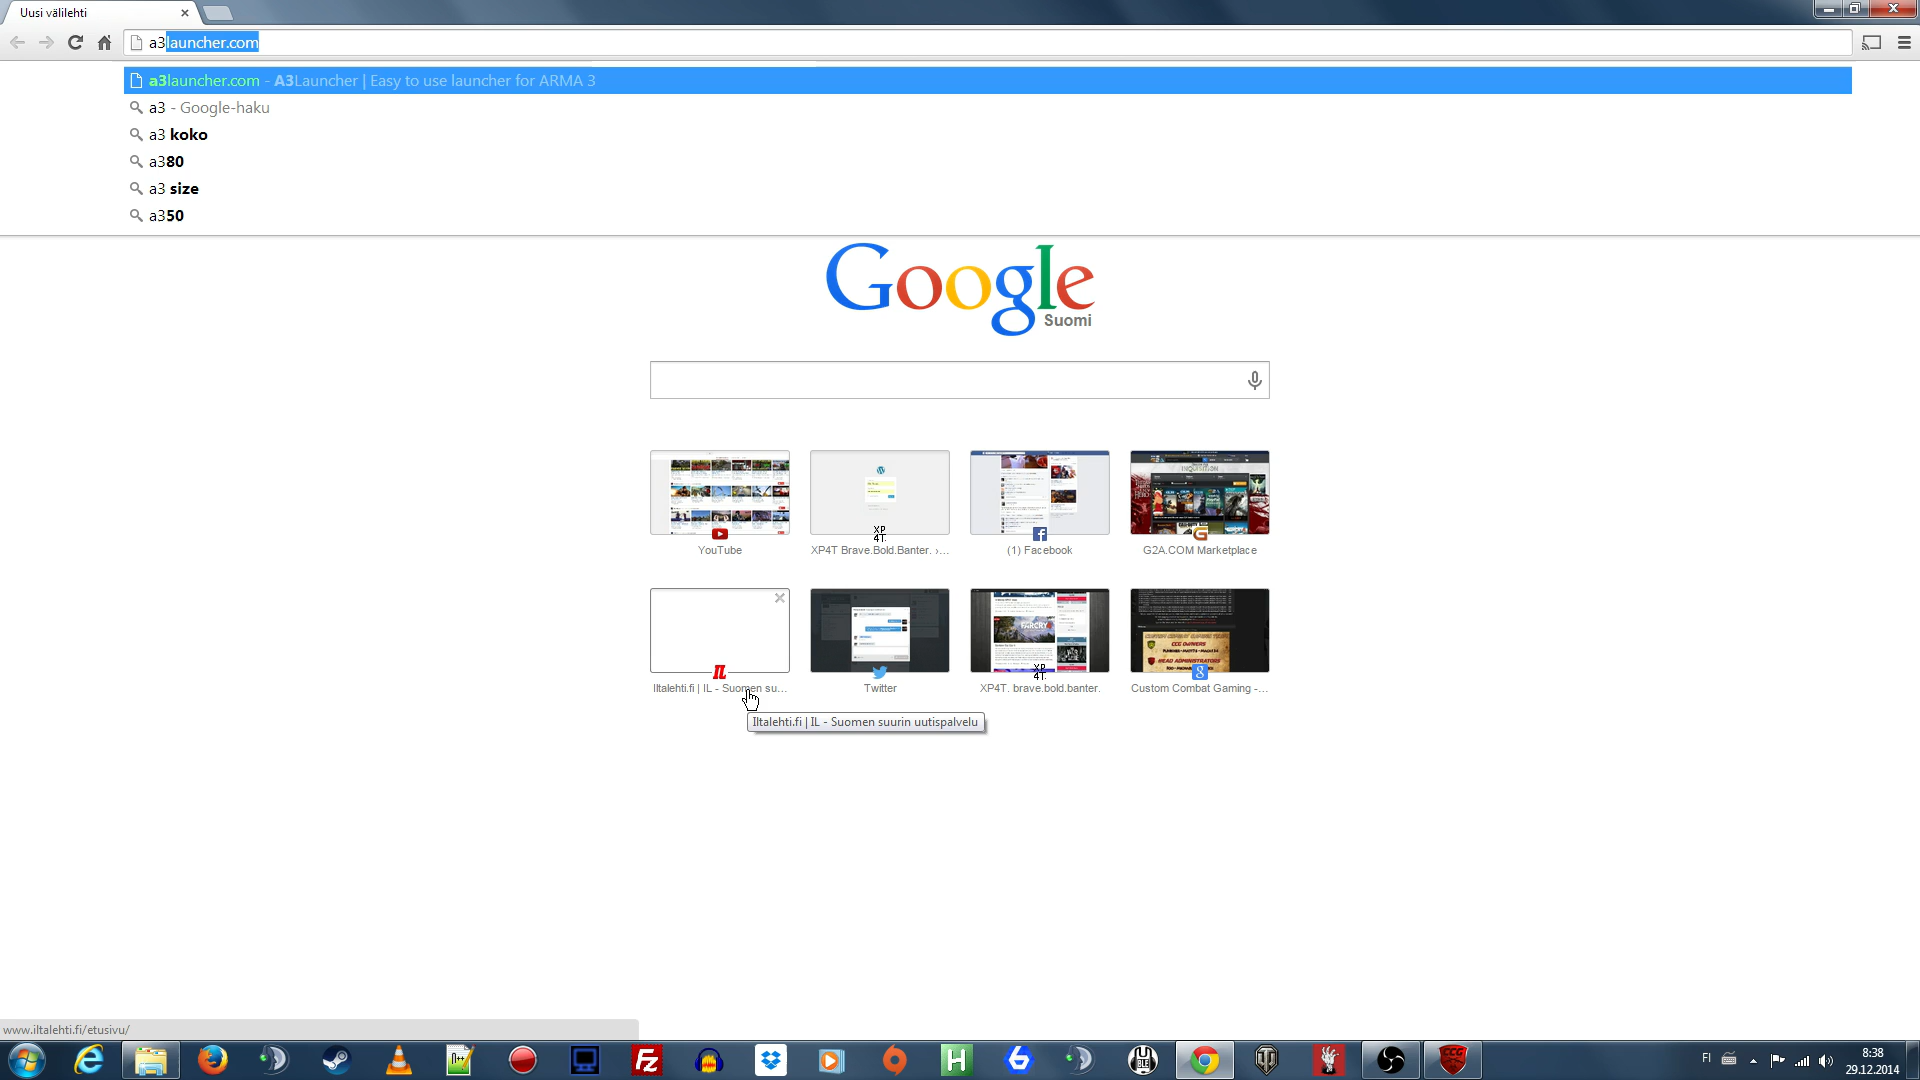 Uusi välilehti
a3launcher.com
a3launcher.com - A3Launcher | Easy to use launcher for ARMA 3
a3 - Google-haku
a3 koko
a380
a3 size
a350
Google
Suomi
YouTube
XP4T Brave.Bold.Banter. ›...
(1) Facebook
G2A.COM Marketplace
Iltalehti.fi | IL - Suomen su...
Twitter
XP4T. brave.bold.banter.
Custom Combat Gaming -...
Iltalehti.fi | IL - Suomen suurin uutispalvelu
www.iltalehti.fi/etusivu/
FI
8:38
29.12.2014